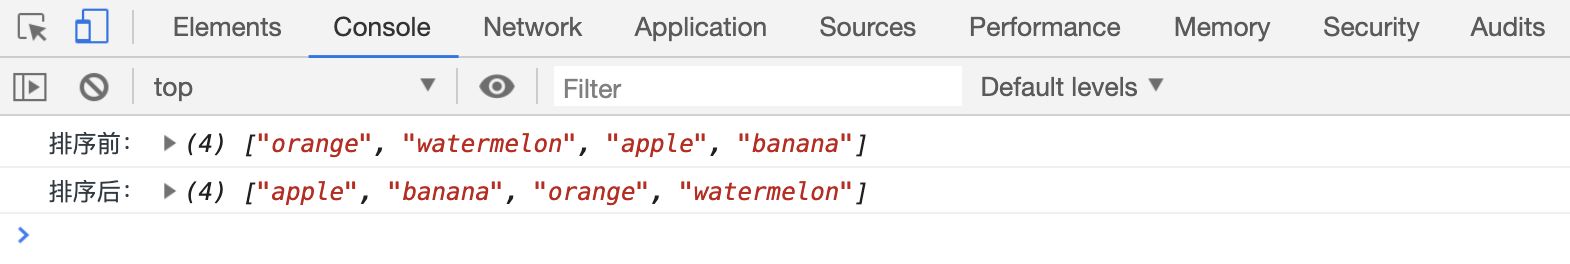 Elements Console Network Application Sources Performance Memory Security Audits
top Filter Default levels
排序前： (4) ["orange", "watermelon", "apple", "banana"]
排序后： (4) ["apple", "banana", "orange", "watermelon"]